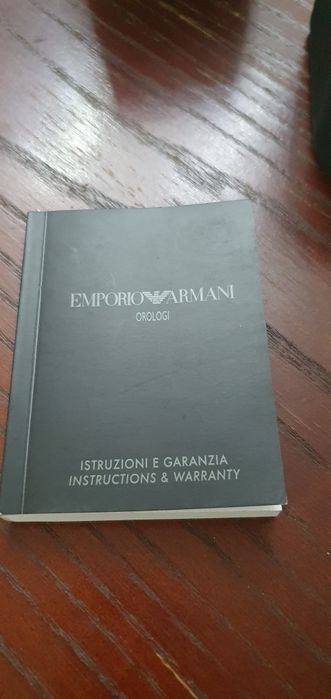 EMPORIO ARMANI
OROLOGI
ISTRUZIONI E GARANZIA
INSTRUCTIONS & WARRANTY